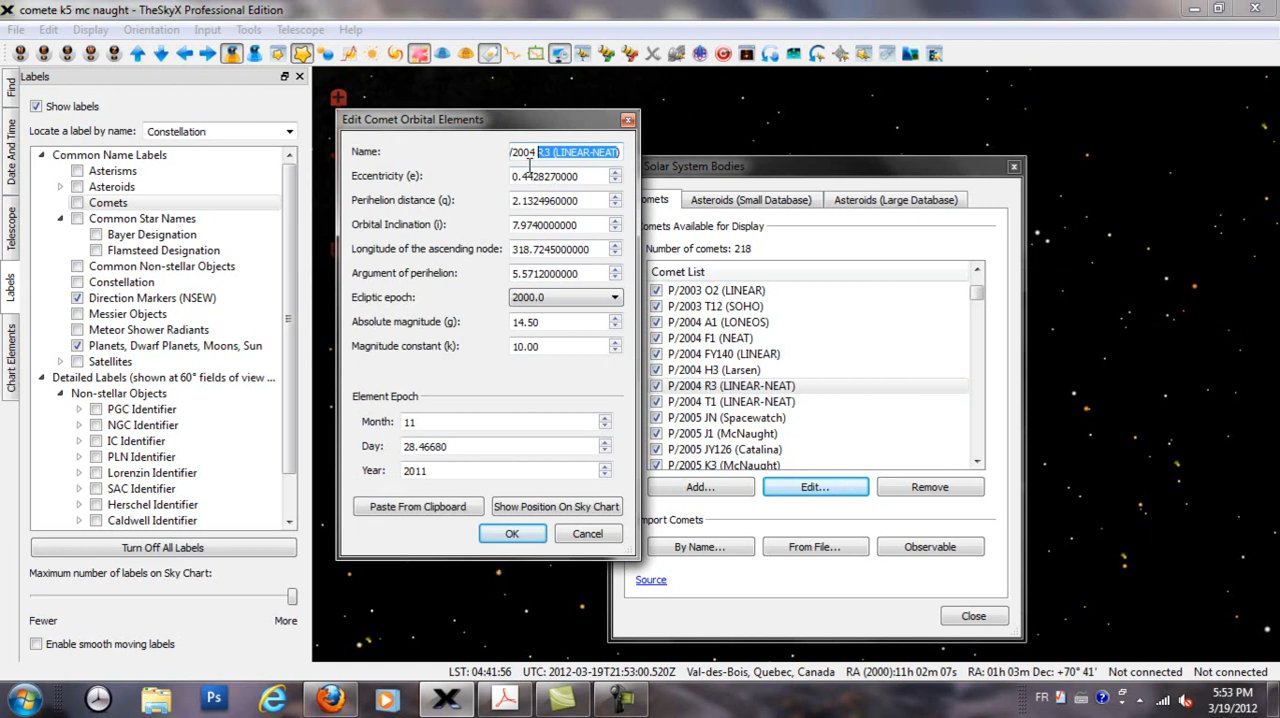 comete k5 mc naught - TheSkyX Professional Edition
File Edit Display Orientation Input Tools Telescope Help
Labels
Find
Date And Time
Telescope
Labels
Chart Elements
Show labels
Locate a label by name: Constellation
Common Name Labels
Asterisms
Asteroids
Comets
Common Star Names
Bayer Designation
Flamsteed Designation
Common Non-stellar Objects
Constellation
Direction Markers (NSEW)
Messier Objects
Meteor Shower Radiants
Planets, Dwarf Planets, Moons, Sun
Satellites
Detailed Labels (shown at 60° fields of view ...
Non-stellar Objects
PGC Identifier
NGC Identifier
IC Identifier
PLN Identifier
Lorenzin Identifier
SAC Identifier
Herschel Identifier
Caldwell Identifier
Turn Off All Labels
Maximum number of labels on Sky Chart:
Fewer More
Enable smooth moving labels
Edit Comet Orbital Elements
Name: /2004 R3 (LINEAR-NEAT)
Eccentricity (e): 0.4428270000
Perihelion distance (q): 2.1324960000
Orbital Inclination (i): 7.9740000000
Longitude of the ascending node: 318.7245000000
Argument of perihelion: 5.5712000000
Ecliptic epoch: 2000.0
Absolute magnitude (g): 14.50
Magnitude constant (k): 10.00
Element Epoch
Month: 11
Day: 28.46680
Year: 2011
Paste From Clipboard Show Position On Sky Chart
OK Cancel
Solar System Bodies
omets Asteroids (Small Database) Asteroids (Large Database)
omets Available for Display
Number of comets: 218
Comet List
P/2003 O2 (LINEAR)
P/2003 T12 (SOHO)
P/2004 A1 (LONEOS)
P/2004 F1 (NEAT)
P/2004 FY140 (LINEAR)
P/2004 H3 (Larsen)
P/2004 R3 (LINEAR-NEAT)
P/2004 T1 (LINEAR-NEAT)
P/2005 JN (Spacewatch)
P/2005 J1 (McNaught)
P/2005 JY126 (Catalina)
P/2005 K3 (McNaught)
Add... Edit... Remove
mport Comets
By Name... From File... Observable
Source
Close
LST: 04:41:56 UTC: 2012-03-19T21:53:00.520Z Val-des-Bois, Quebec, Canada RA (2000):11h 02m 07s RA: 01h 03m Dec: +70° 41' Not connected Not connected
Ps
FR
5:53 PM
3/19/2012